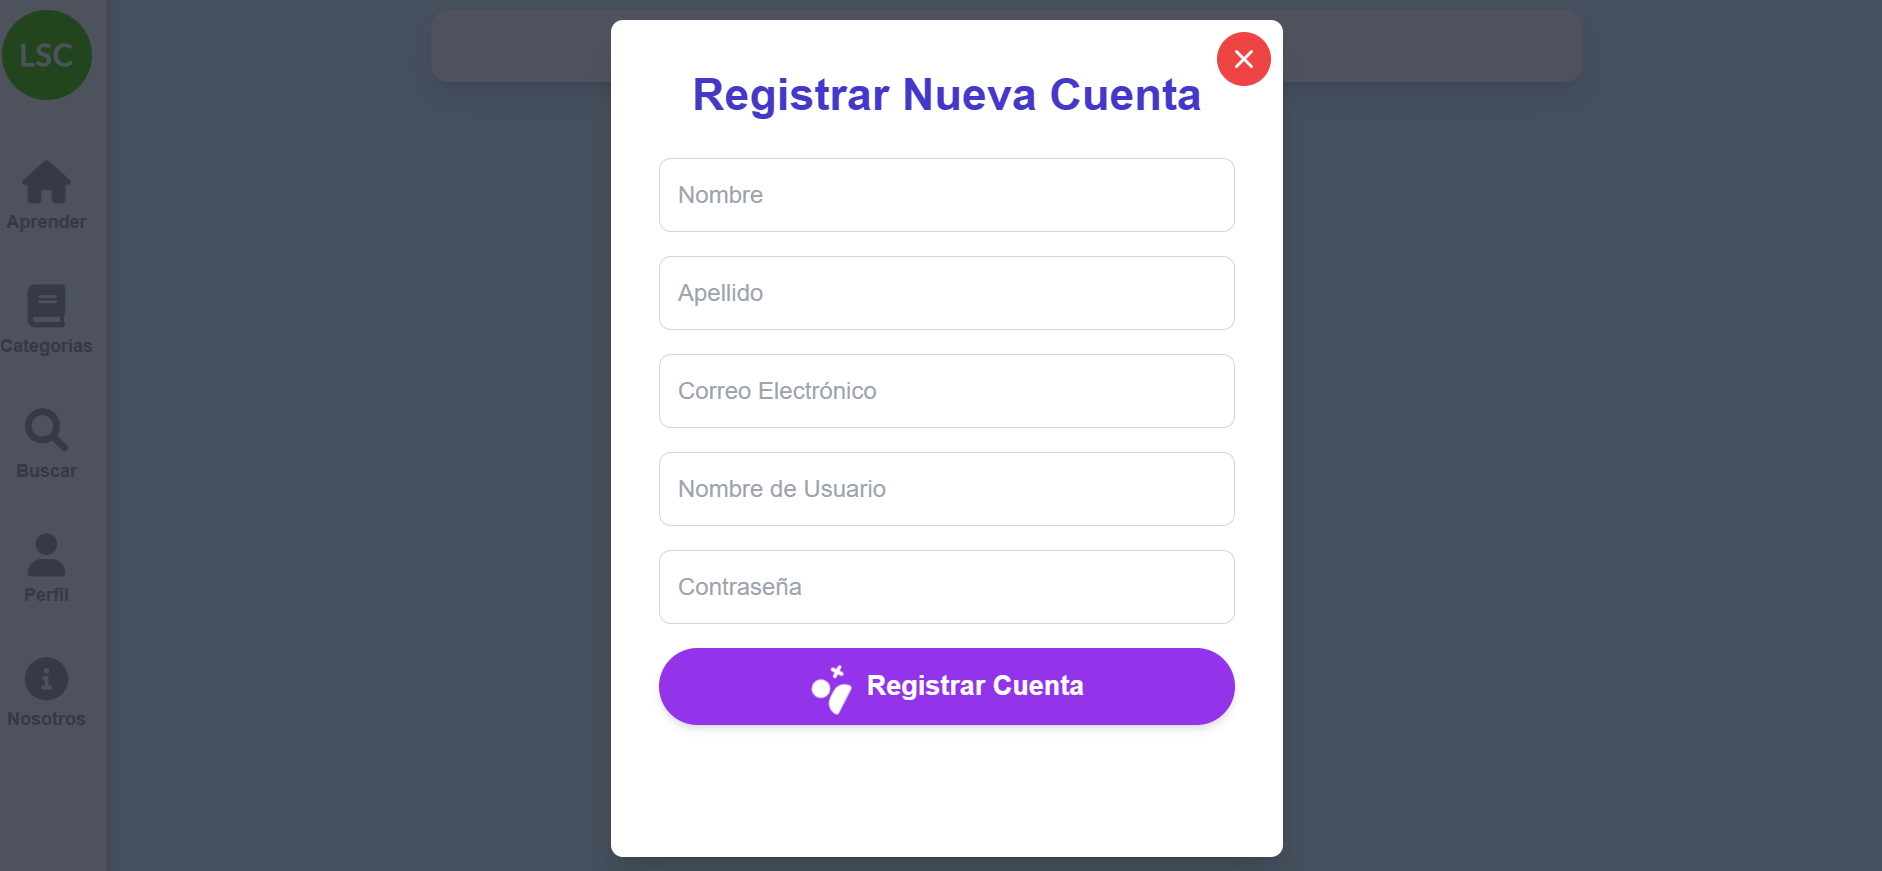 LSC
Aprender
Categorias
Buscar
Perfil
Nosotros
Registrar Nueva Cuenta
Nombre
Apellido
Correo Electrónico
Nombre de Usuario
Contraseña
Registrar Cuenta